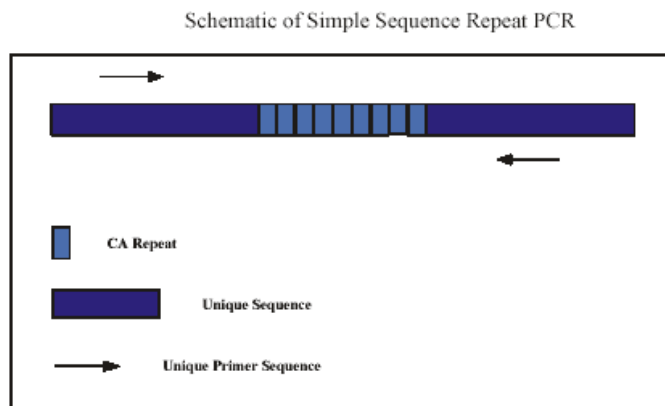 Schematic of Simple Sequence Repeat PCR
CA Repeat
Unique Sequence
Unique Primer Sequence